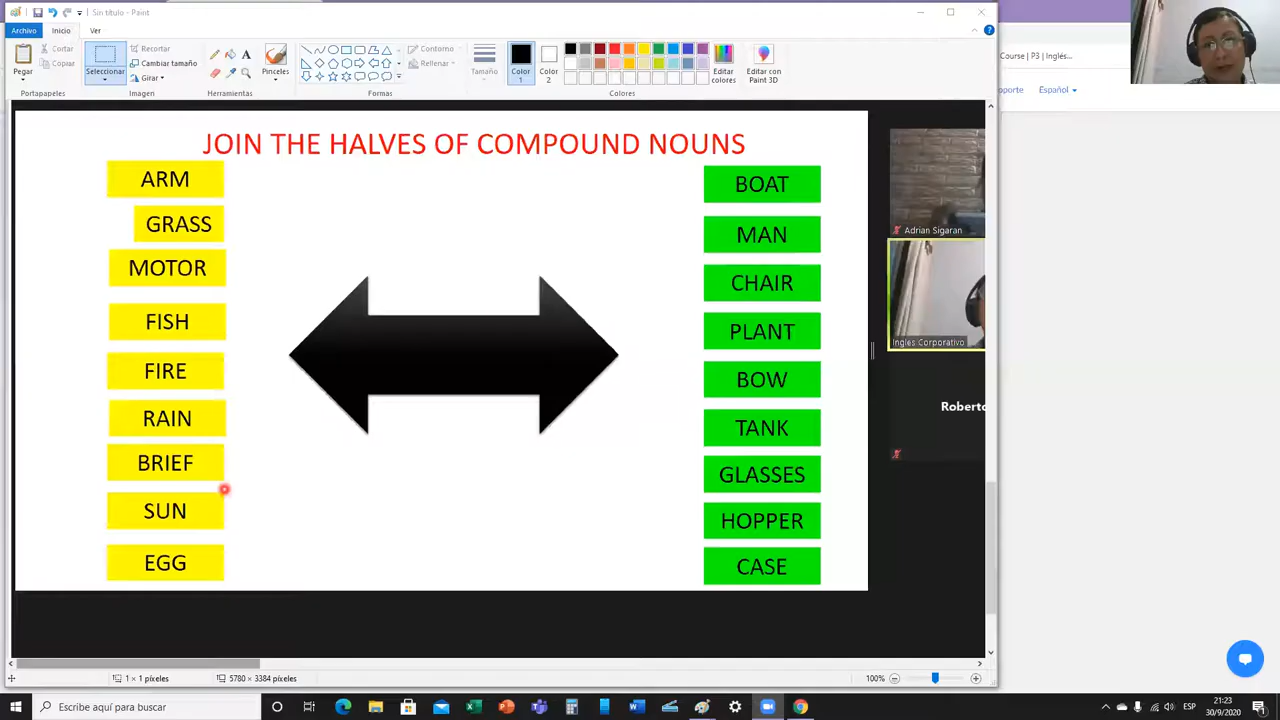 Sin título - Paint
Archivo Inicio Ver
Pegar
Cortar
Copiar
Portapapeles
Seleccionar
Recortar
Cambiar tamaño
Girar
Imagen
Herramientas
Pinceles
Contorno
Rellenar
Formas
Tamaño
Color 1
Color 2
Editar colores
Editar con Paint 3D
Colores
Course | P3 | Inglés...
oporte
Español
JOIN THE HALVES OF COMPOUND NOUNS
ARM
GRASS
MOTOR
FISH
FIRE
RAIN
BRIEF
SUN
EGG
BOAT
MAN
CHAIR
PLANT
BOW
TANK
GLASSES
HOPPER
CASE
Adrian Sigaran
Ingles Corporativo
Roberto
1 × 1 píxeles
5780 × 3384 píxeles
100%
Escribe aquí para buscar
ESP
21:23
30/9/2020